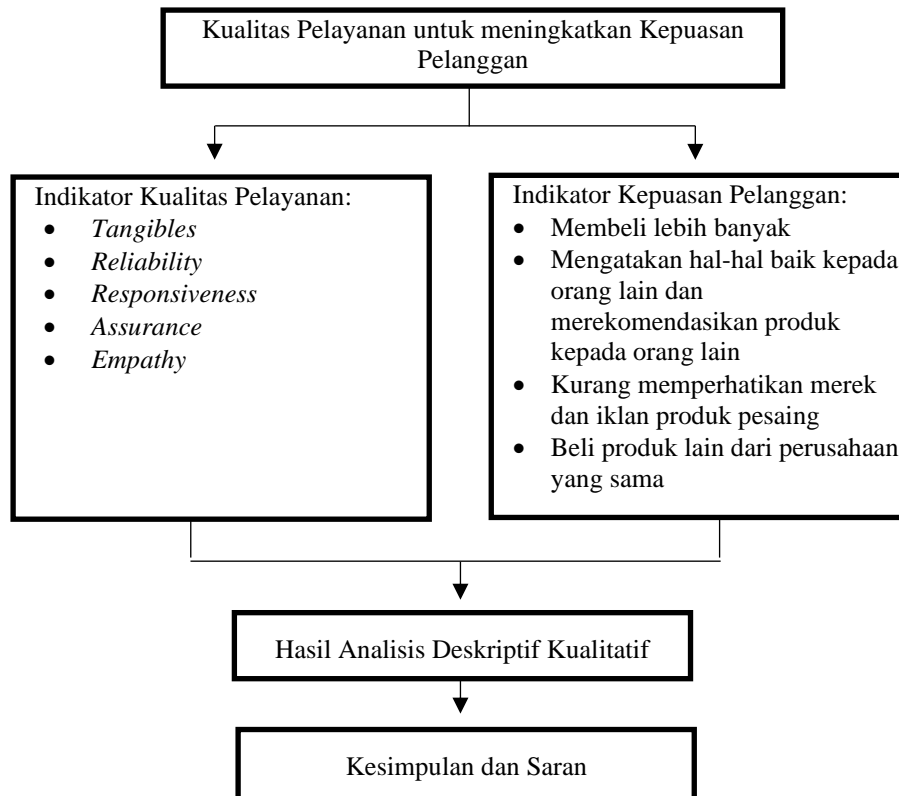 Kualitas Pelayanan untuk meningkatkan Kepuasan
Pelanggan
Indikator Kualitas Pelayanan:
• Tangibles
• Reliability
• Responsiveness
• Assurance
• Empathy
Indikator Kepuasan Pelanggan:
• Membeli lebih banyak
• Mengatakan hal-hal baik kepada
orang lain dan
merekomendasikan produk
kepada orang lain
• Kurang memperhatikan merek
dan iklan produk pesaing
• Beli produk lain dari perusahaan
yang sama
Hasil Analisis Deskriptif Kualitatif
Kesimpulan dan Saran